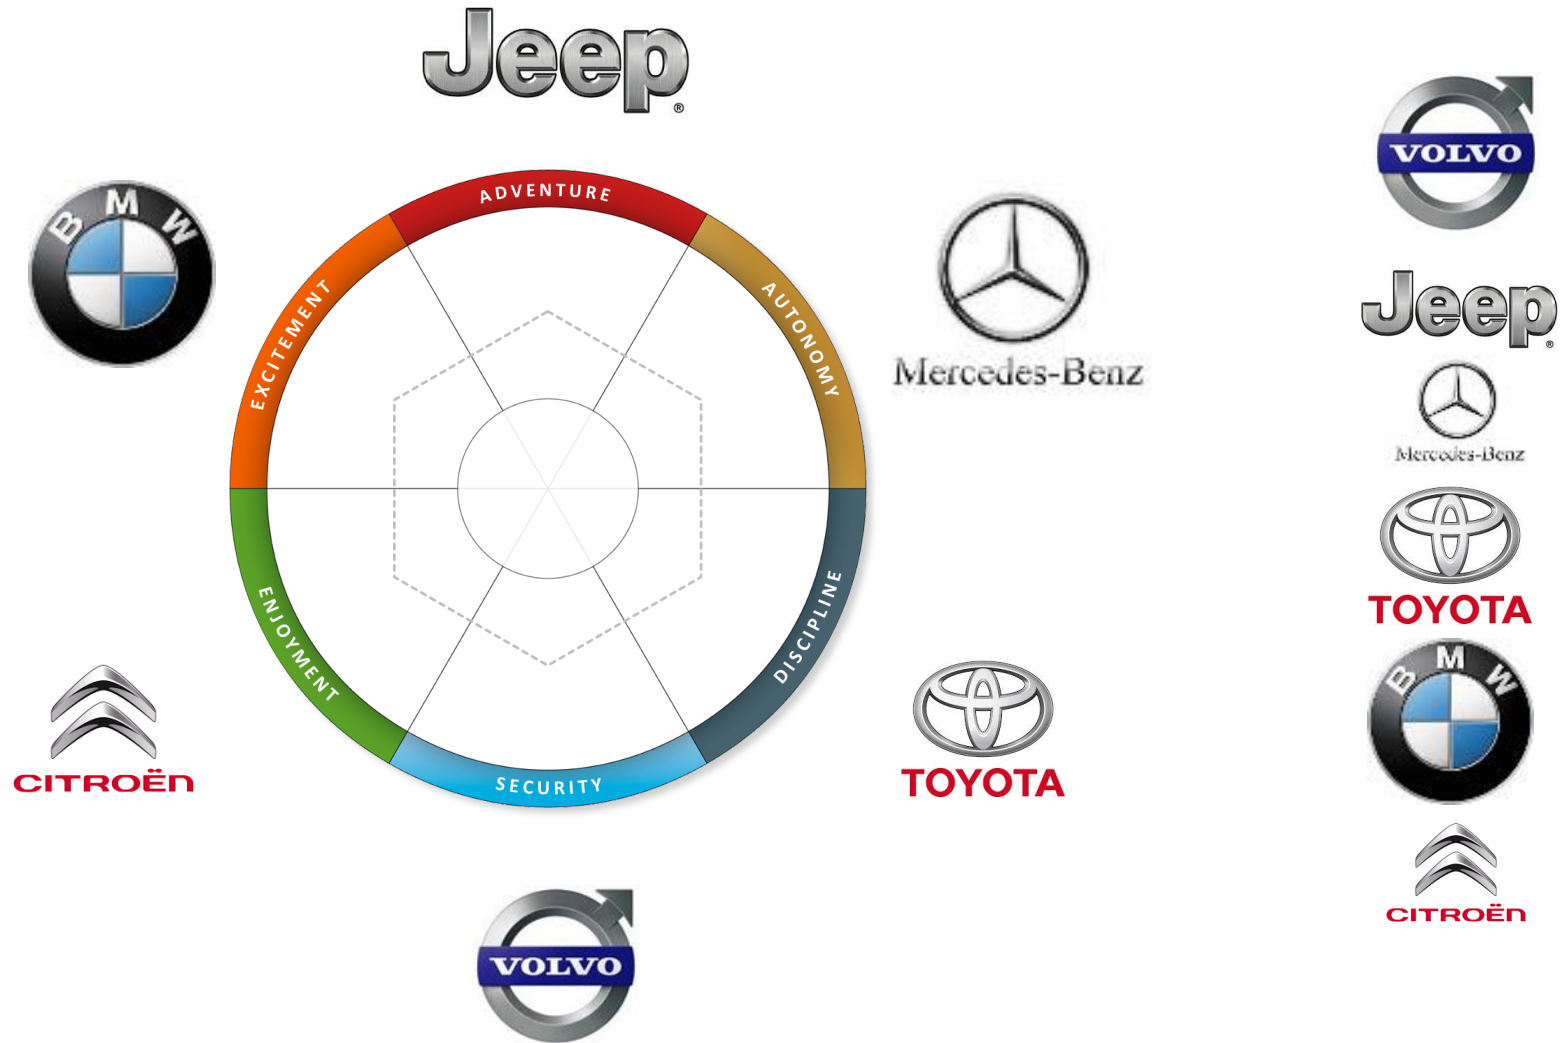 Jeep
®
BMW
ADVENTURE
EXCITEMENT
AUTONOMY
Mercedes-Benz
ENJOYMENT
DISCIPLINE
CITROËN
SECURITY
TOYOTA
VOLVO
VOLVO
Jeep
®
Mercedes-Benz
TOYOTA
BMW
CITROËN